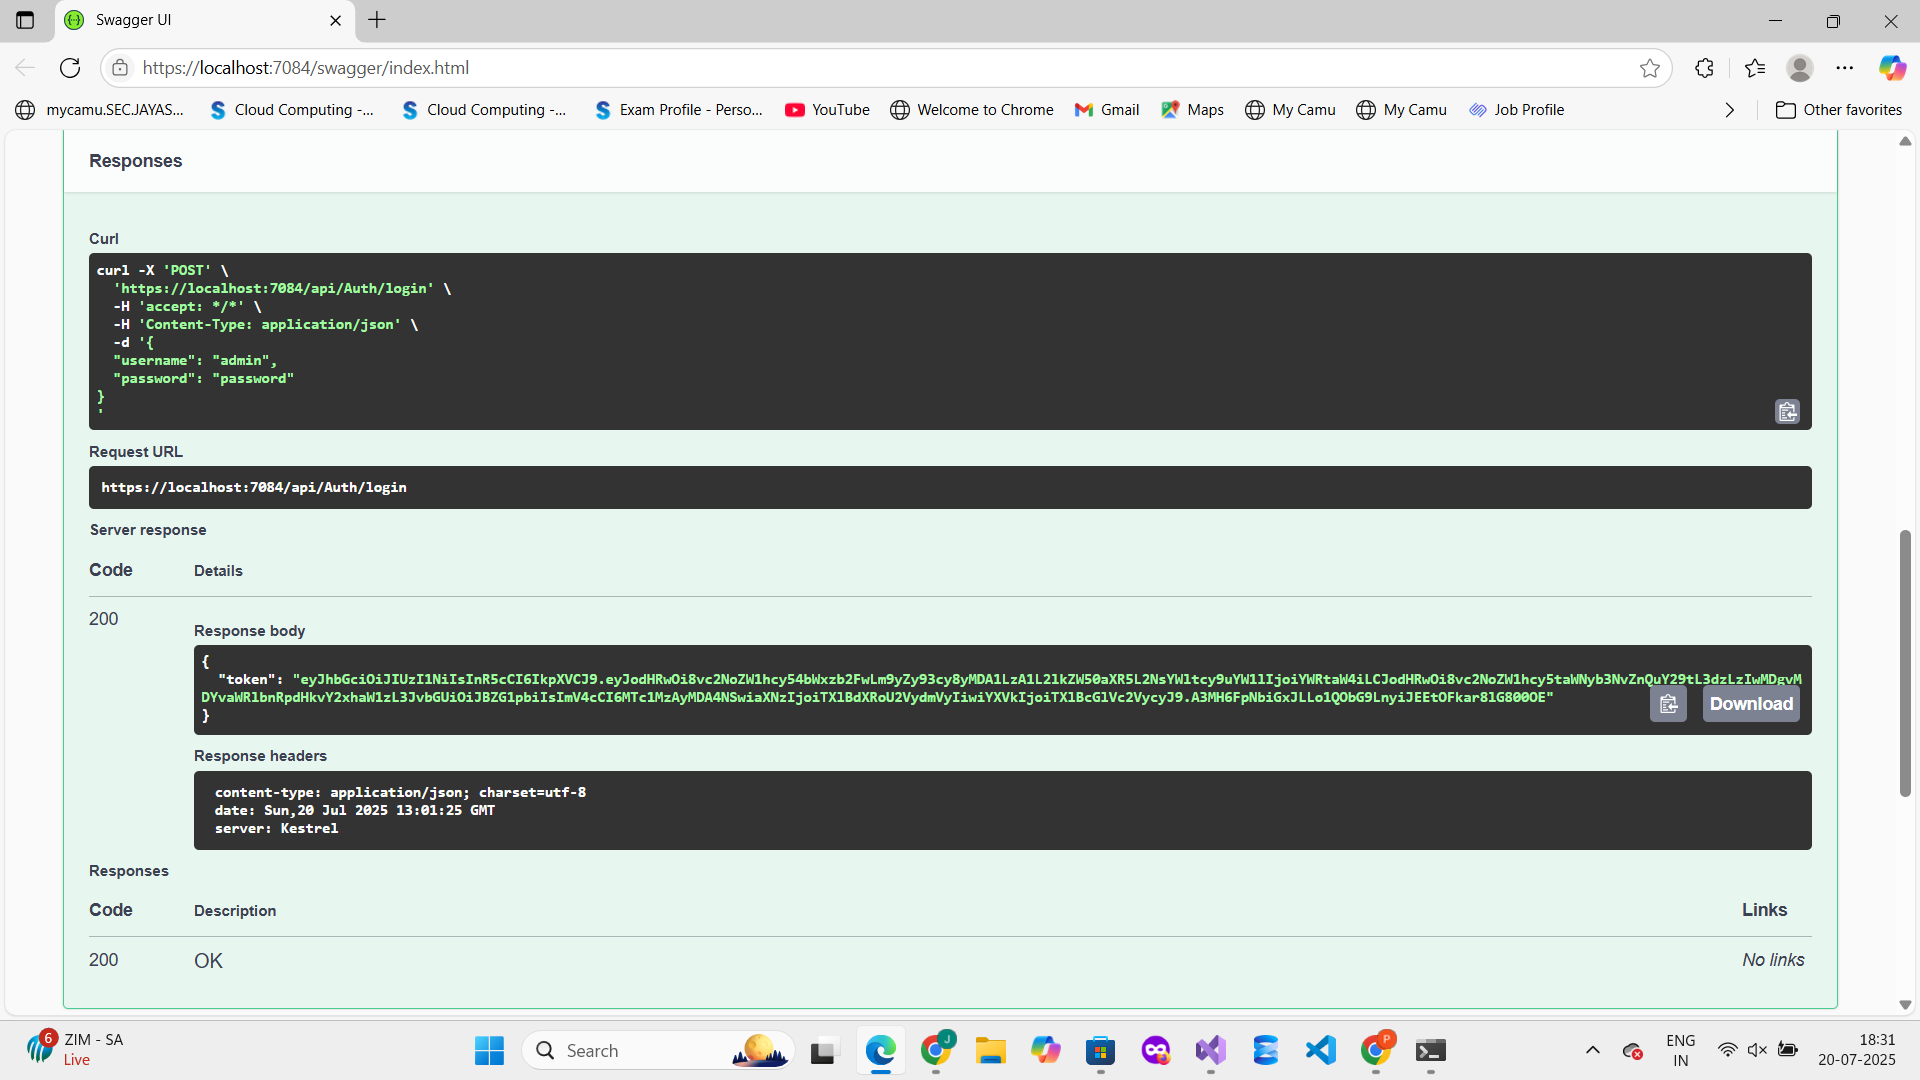 Swagger UI
https://localhost:7084/swagger/index.html
mycamu.SEC.JAYAS...
Cloud Computing -...
Cloud Computing -...
Exam Profile - Perso...
YouTube
Welcome to Chrome
Gmail
Maps
My Camu
My Camu
Job Profile
Other favorites
Responses
Curl
curl -X 'POST' \
'https://localhost:7084/api/Auth/login' \
-H 'accept: */*' \
-H 'Content-Type: application/json' \
-d '{
"username": "admin",
"password": "password"
}
'
Request URL
https://localhost:7084/api/Auth/login
Server response
Code Details
200
Response body
{
"token": "eyJhbGciOiJIUzI1NiIsInR5cCI6IkpXVCJ9.eyJodHRwOi8vc2NoZW1hcy54bWxzb2FwLm9yZy93cy8yMDA1LzA1L2lkZW50aXR5L2NsYWltcy9uYW1lIjoiYWRtaW4iLCJodHRwOi8vc2NoZW1hcy5taWNyb3NvZnQuY29tL3dzLzIwMDgvM
DYvaWRlbnRpdHkvY2xhaW1zL3JvbGUiOiJBZG1pbiIsImV4cCI6MTc1MzAyMDA4NSwiaXNzIjoiTXlBdXRoU2VydmVyIiwiYXVkIjoiTXlBcGlVc2VycyJ9.A3MH6FpNbiGxJLLo1QObG9LnyiJEEtOFkar8lG800OE"
}
Download
Response headers
content-type: application/json; charset=utf-8
date: Sun,20 Jul 2025 13:01:25 GMT
server: Kestrel
Responses
Code Description Links
200 OK No links
6
ZIM - SA
Live
Search
J
P
ENG
IN
18:31
20-07-2025